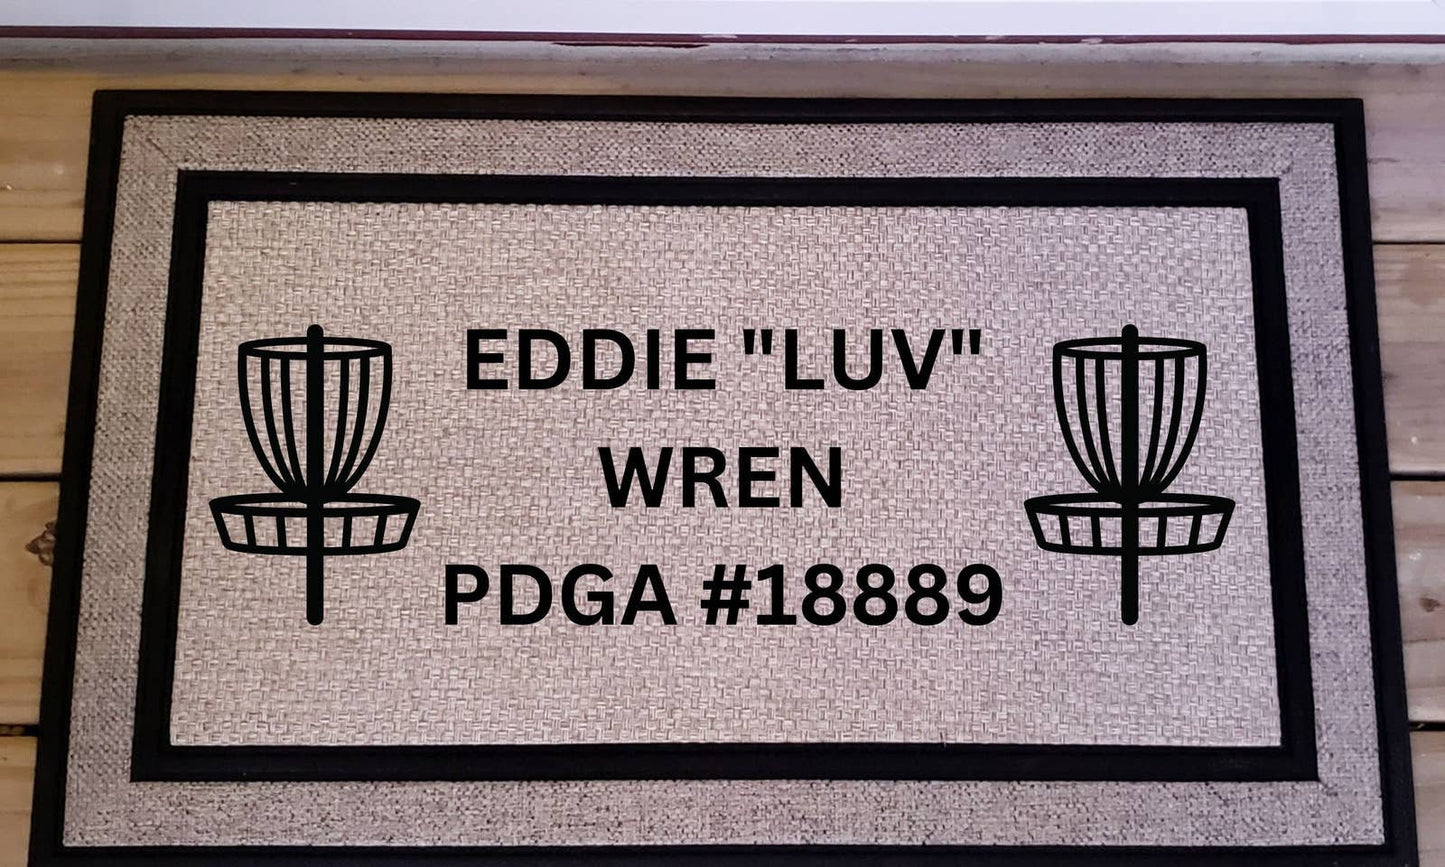 EDDIE "LUV"
WREN
PDGA #18889